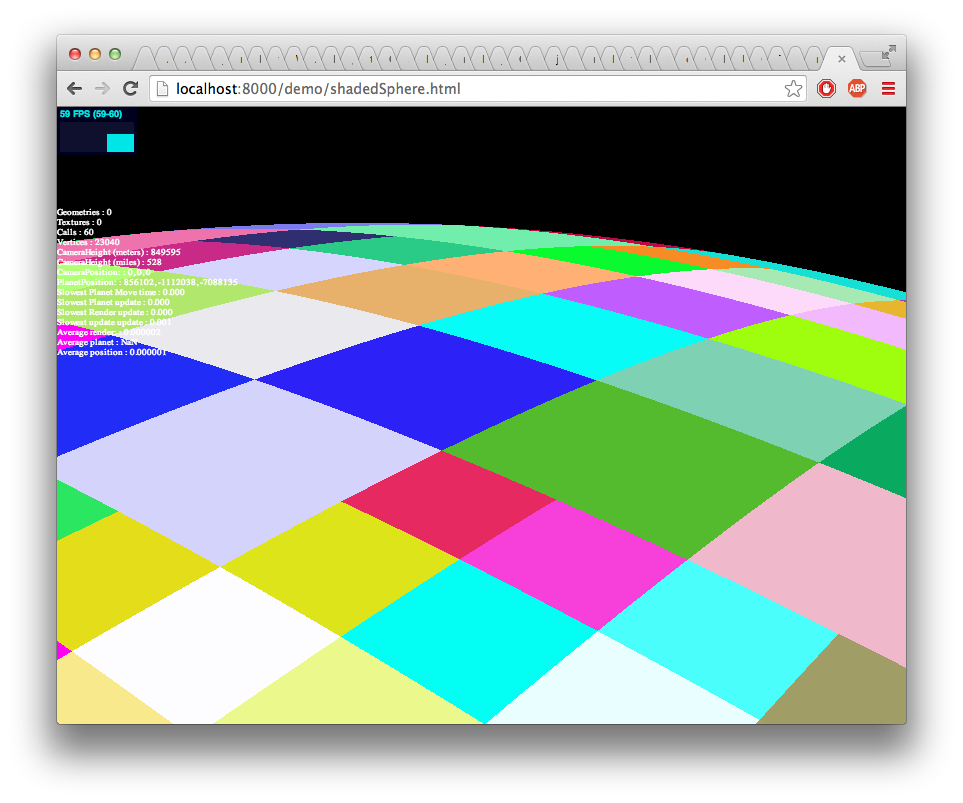 localhost:8000/demo/shadedSphere.html
ABP
59 FPS (59-60)
Geometries : 0
Textures : 0
Calls : 60
Vertices : 23040
CameraHeight (meters) : 849595
CameraHeight (miles) : 528
CameraPosition: : 0,0,0
PlanetPosition: : 856102,-1112038,-7088195
Slowest Planet Move time : 0.000
Slowest Planet update : 0.000
Slowest Render update : 0.000
Slowest update update : 0.001
Average render : 0.000003
Average planet : NaN
Average position : 0.000001